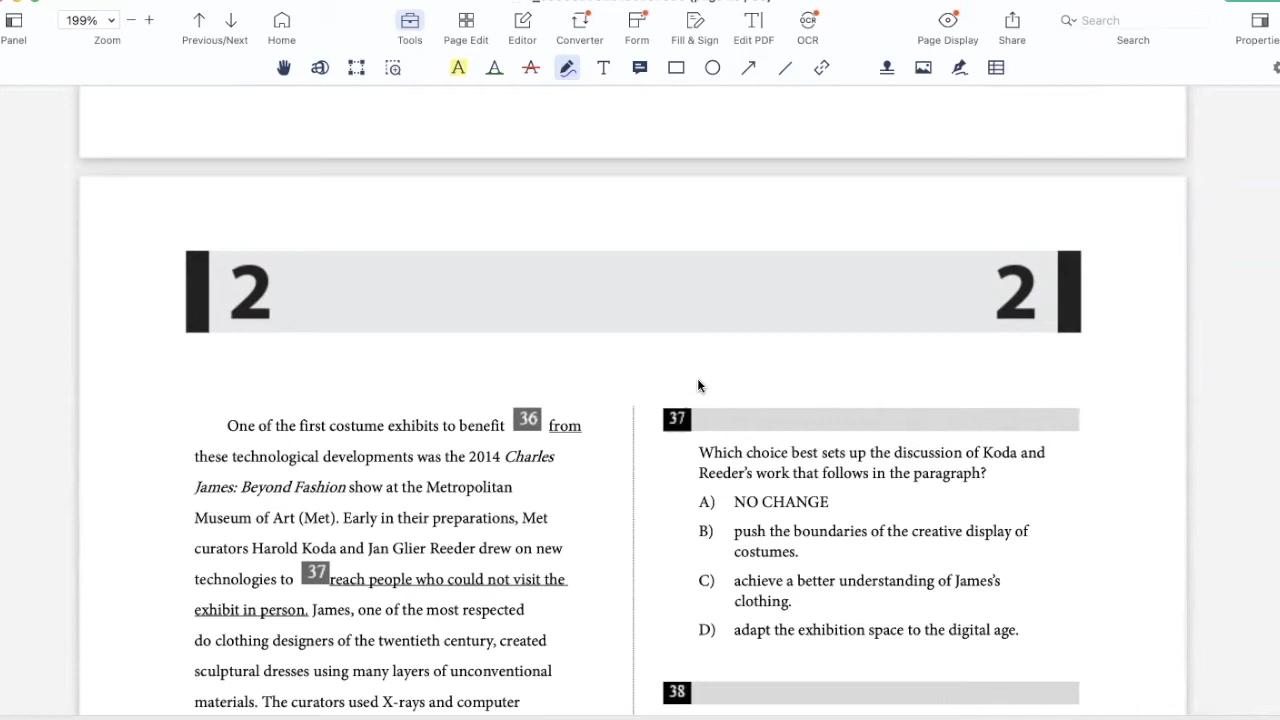 199%
Panel
Zoom
Previous/Next
Home
Tools
Page Edit
Editor
Converter
Form
Fill & Sign
Edit PDF
OCR
OCR
Page Display
Share
Search
Search
A
A
A
T
2
2
One of the first costume exhibits to benefit 36 from
these technological developments was the 2014 Charles
James: Beyond Fashion show at the Metropolitan
Museum of Art (Met). Early in their preparations, Met
curators Harold Koda and Jan Glier Reeder drew on new
technologies to 37 reach people who could not visit the
exhibit in person. James, one of the most respected
do clothing designers of the twentieth century, created
sculptural dresses using many layers of unconventional
materials. The curators used X-rays and computer
37
Which choice best sets up the discussion of Koda and
Reeder's work that follows in the paragraph?
A) NO CHANGE
B) push the boundaries of the creative display of
costumes.
C) achieve a better understanding of James's
clothing.
D) adapt the exhibition space to the digital age.
38